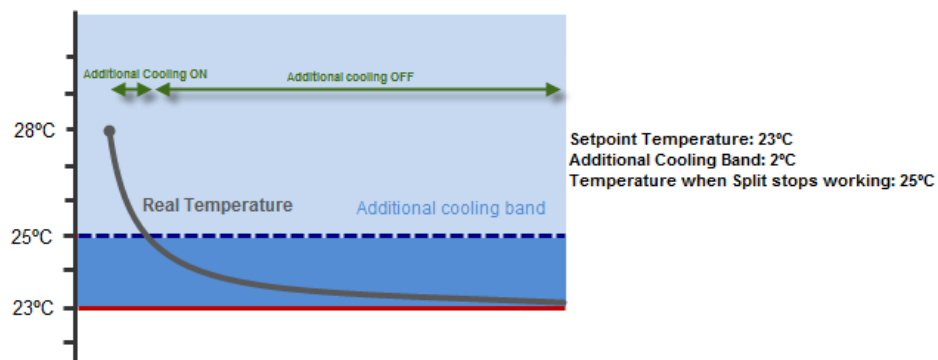 Additional Cooling ON
Additional cooling OFF
28ºC
Setpoint Temperature: 23ºC
Additional Cooling Band: 2ºC
Temperature when Split stops working: 25ºC
Real Temperature
Additional cooling band
25ºC
23ºC